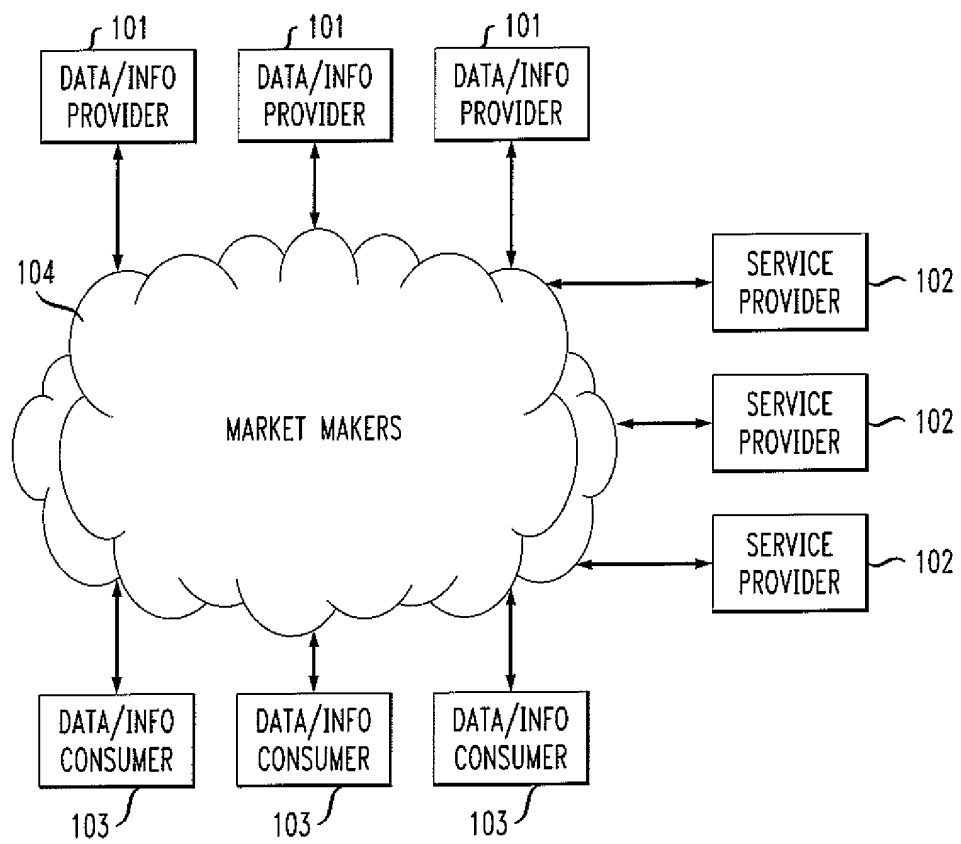 101
101
101
DATA/INFO
PROVIDER
DATA/INFO
PROVIDER
DATA/INFO
PROVIDER
104
SERVICE
PROVIDER
102
MARKET MAKERS
SERVICE
PROVIDER
102
SERVICE
PROVIDER
102
DATA/INFO
CONSUMER
DATA/INFO
CONSUMER
DATA/INFO
CONSUMER
103
103
103